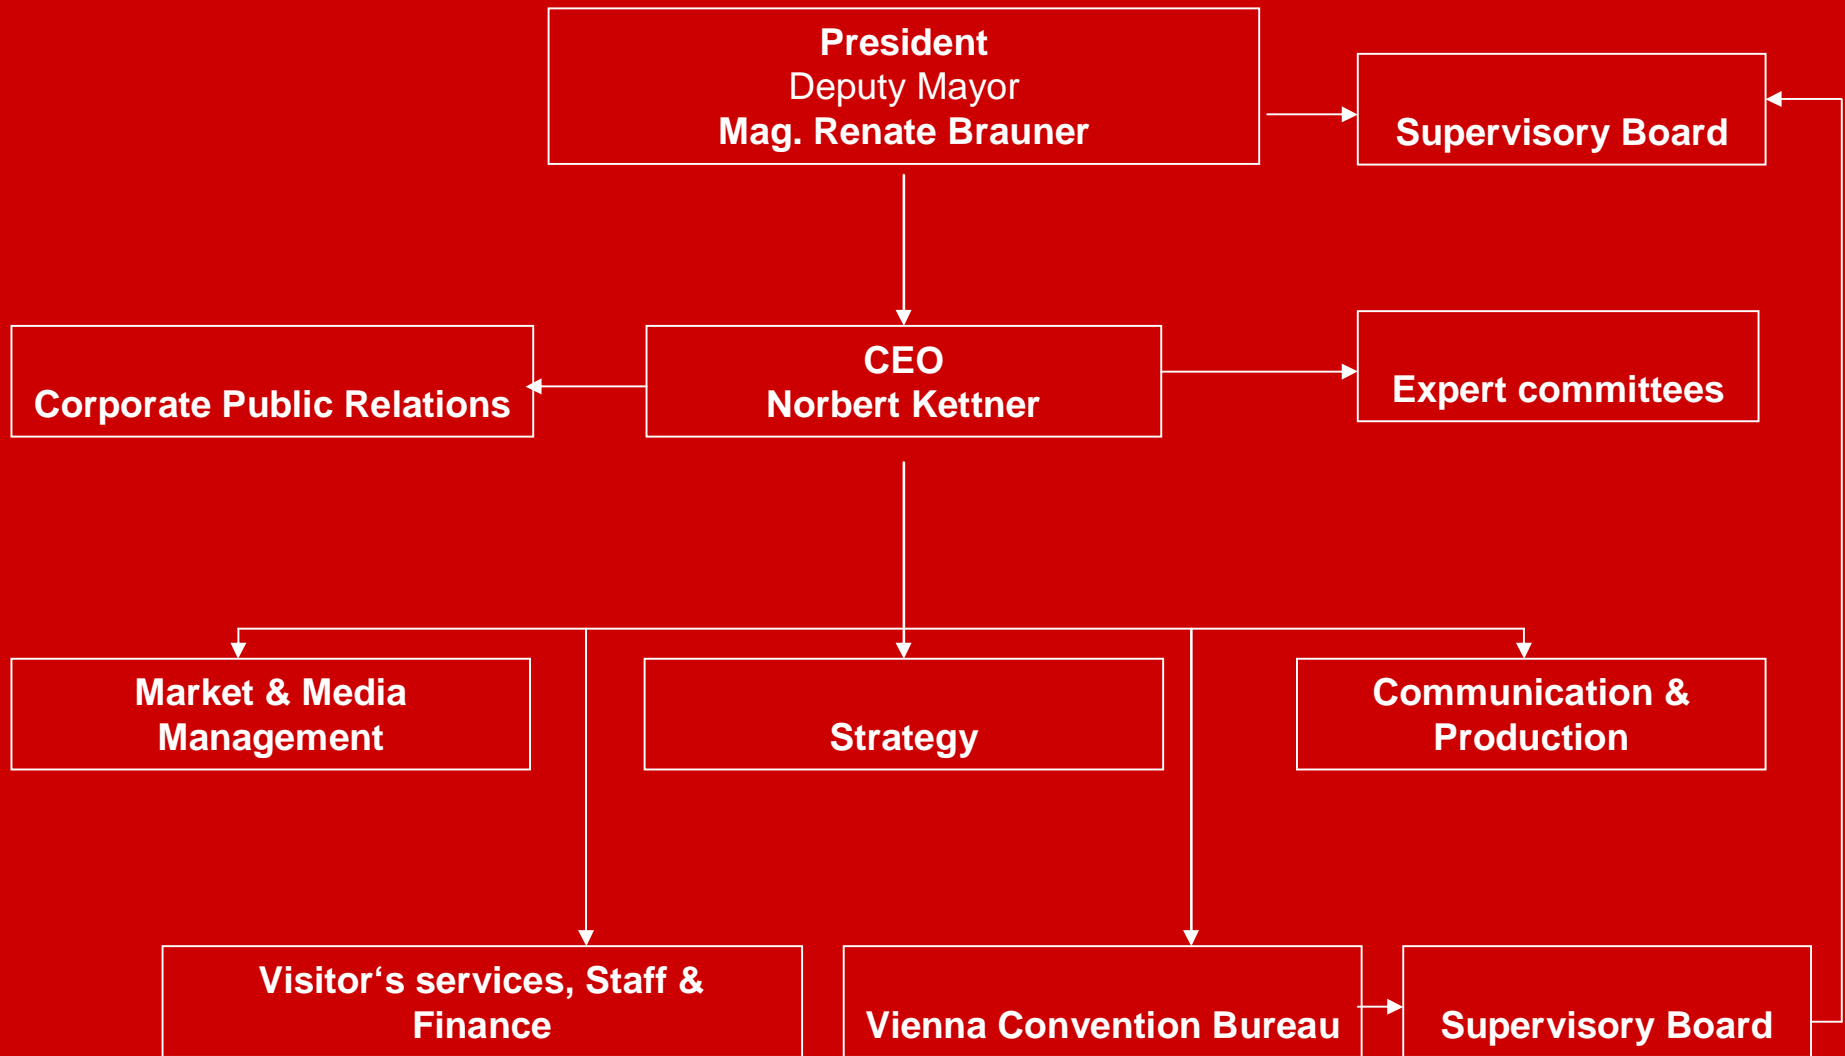 President
Deputy Mayor
Mag. Renate Brauner
Supervisory Board
Corporate Public Relations
CEO
Norbert Kettner
Expert committees
Market & Media
Management
Strategy
Communication &
Production
Visitor‘s services, Staff &
Finance
Vienna Convention Bureau
Supervisory Board